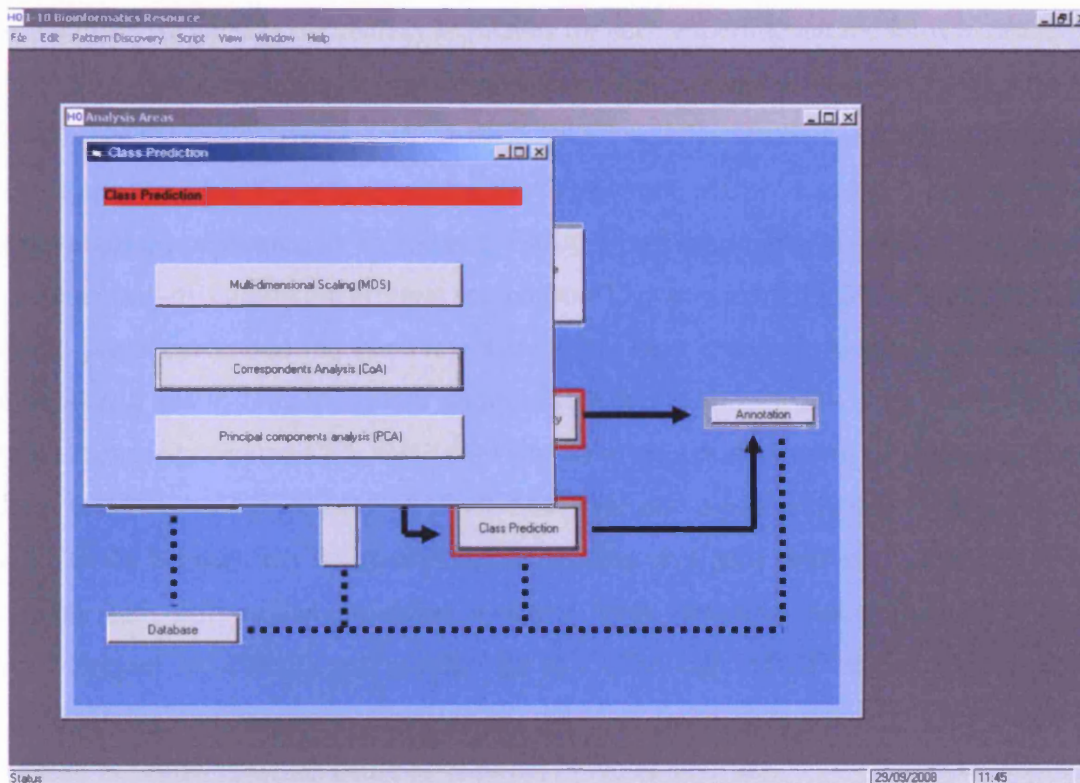 HO 1-10 Bioinformatics Resource
File Edit Pattern Discovery Script View Window Help
HO Analysis Areas
Class Prediction
Class Prediction
Multi-dimensional Scaling (MDS)
Correspondents Analysis (CoA)
Principal components analysis (PCA)
e
y
Annotation
Class Prediction
Database
Status
29/09/2008
11:45